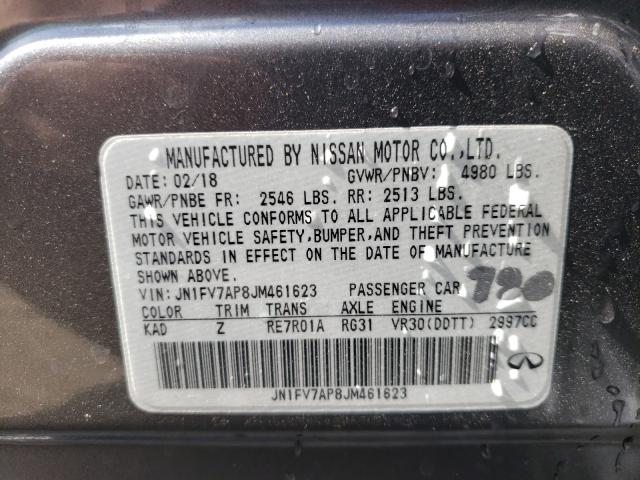 MANUFACTURED BY NISSAN MOTOR CO.,LTD.
DATE: 02/18 GVWR/PNBV: 4980 LBS.
GAWR/PNBE FR: 2546 LBS. RR: 2513 LBS.
THIS VEHICLE CONFORMS TO ALL APPLICABLE FEDERAL
MOTOR VEHICLE SAFETY,BUMPER,AND THEFT PREVENTION
STANDARDS IN EFFECT ON THE DATE OF MANUFACTURE
SHOWN ABOVE.
VIN: JN1FV7AP8JM461623 PASSENGER CAR 790
COLOR TRIM TRANS AXLE ENGINE
KAD Z RE7R01A RG31 VR30(DDTT) 2997CC
JN1FV7AP8JM461623